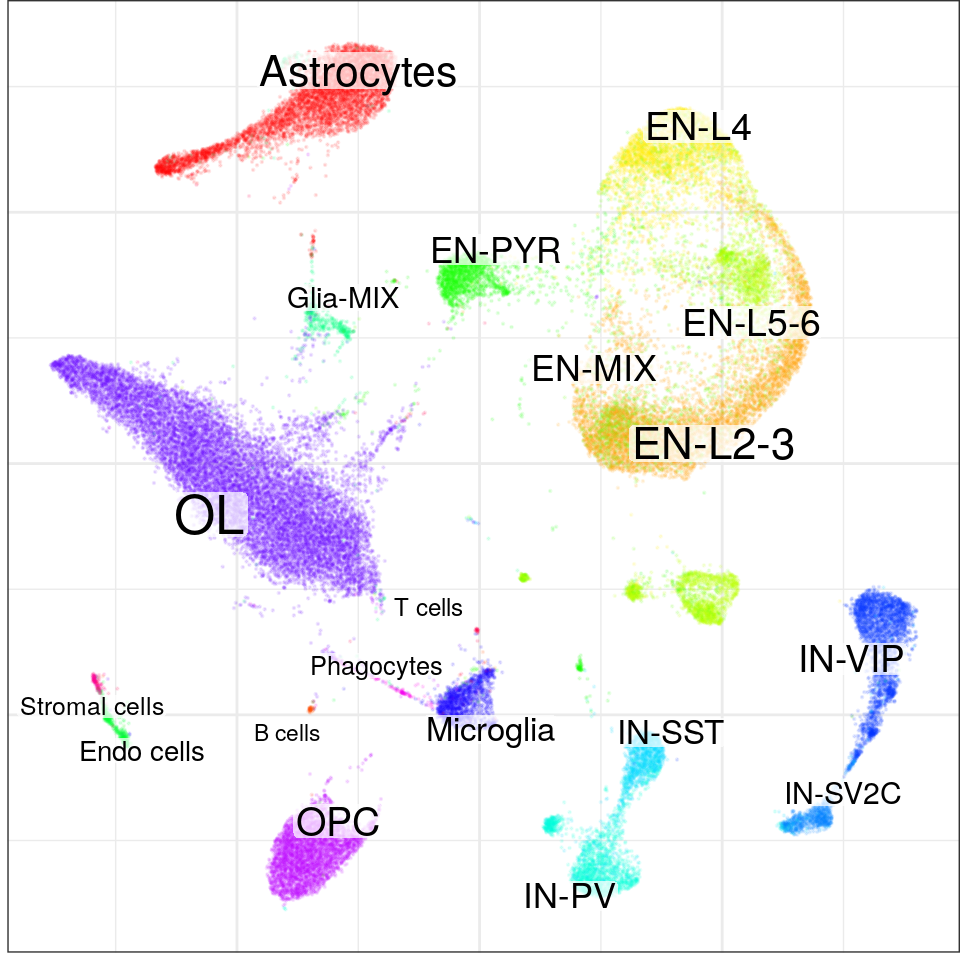 Astrocytes
EN-L4
EN-PYR
Glia-MIX
EN-L5-6
EN-MIX
EN-L2-3
OL
T cells
IN-VIP
Phagocytes
Stromal cells
Microglia
B cells
IN-SST
Endo cells
IN-SV2C
OPC
IN-PV